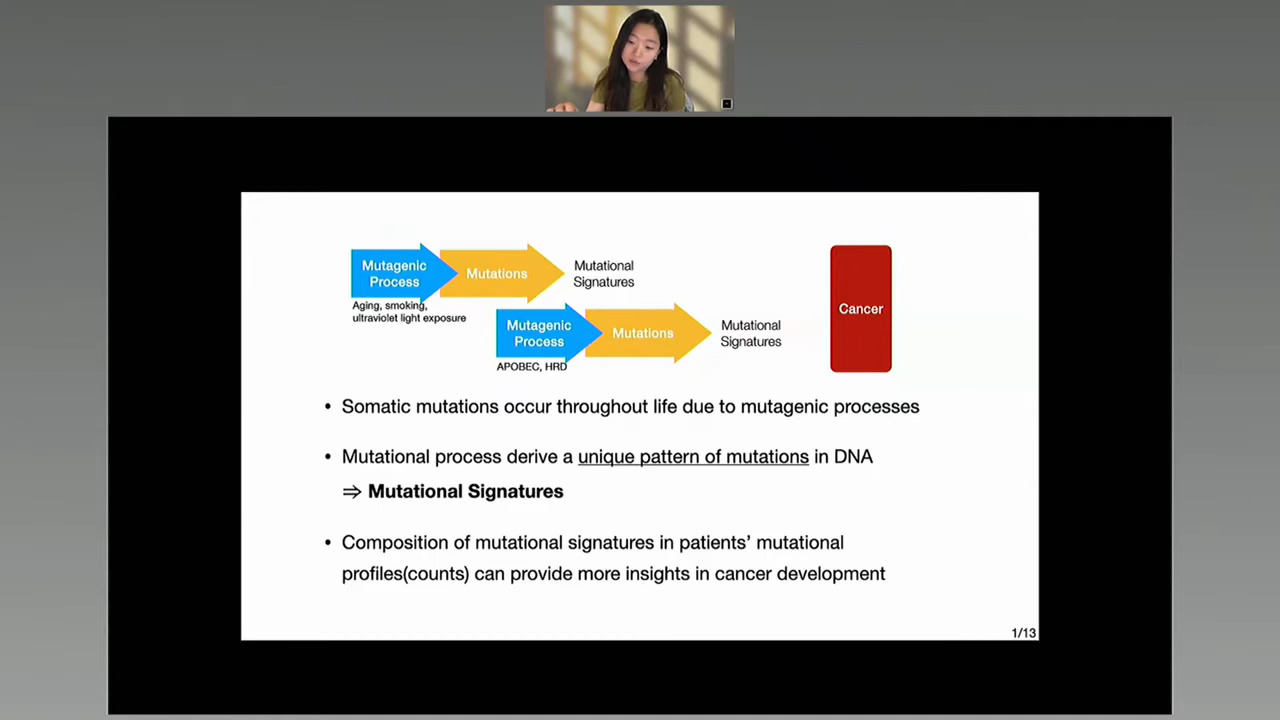 Mutagenic
Process
Mutations
Mutational
Signatures
Aging, smoking,
ultraviolet light exposure
Mutagenic
Process
Mutations
Mutational
Signatures
APOBEC, HRD
Cancer
• Somatic mutations occur throughout life due to mutagenic processes
• Mutational process derive a unique pattern of mutations in DNA
⇒ Mutational Signatures
• Composition of mutational signatures in patients’ mutational
profiles(counts) can provide more insights in cancer development
1/13